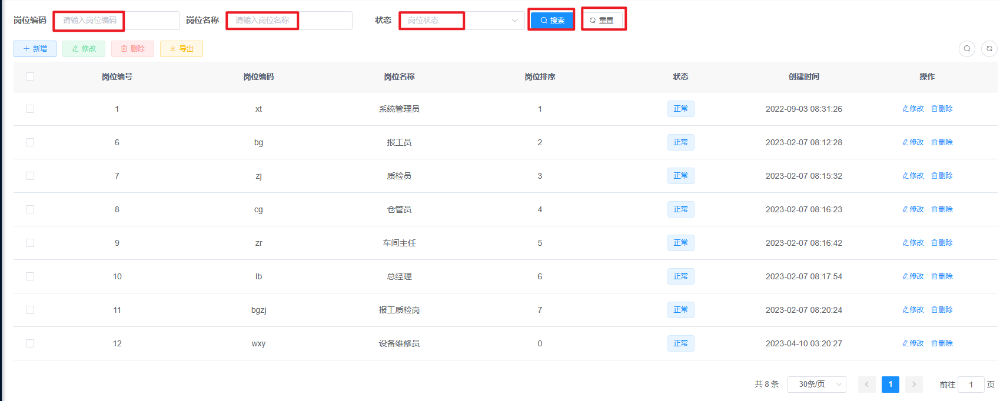 岗位编码 请输入岗位编码 岗位名称 请输入岗位名称 状态 岗位状态 搜索 重置
新增 修改 删除 导出
岗位编号 岗位编码 岗位名称 岗位排序 状态 创建时间 操作
1 xt 系统管理员 1 正常 2022-09-03 08:31:26 修改 删除
6 bg 报工员 2 正常 2023-02-07 08:12:28 修改 删除
7 zj 质检员 3 正常 2023-02-07 08:15:32 修改 删除
8 cg 仓管员 4 正常 2023-02-07 08:16:23 修改 删除
9 zr 车间主任 5 正常 2023-02-07 08:16:42 修改 删除
10 lb 总经理 6 正常 2023-02-07 08:17:54 修改 删除
11 bgzj 报工质检岗 7 正常 2023-02-07 08:20:24 修改 删除
12 wxy 设备维修员 0 正常 2023-04-10 03:20:27 修改 删除
共 8 条 30条/页 1 前往 1 页